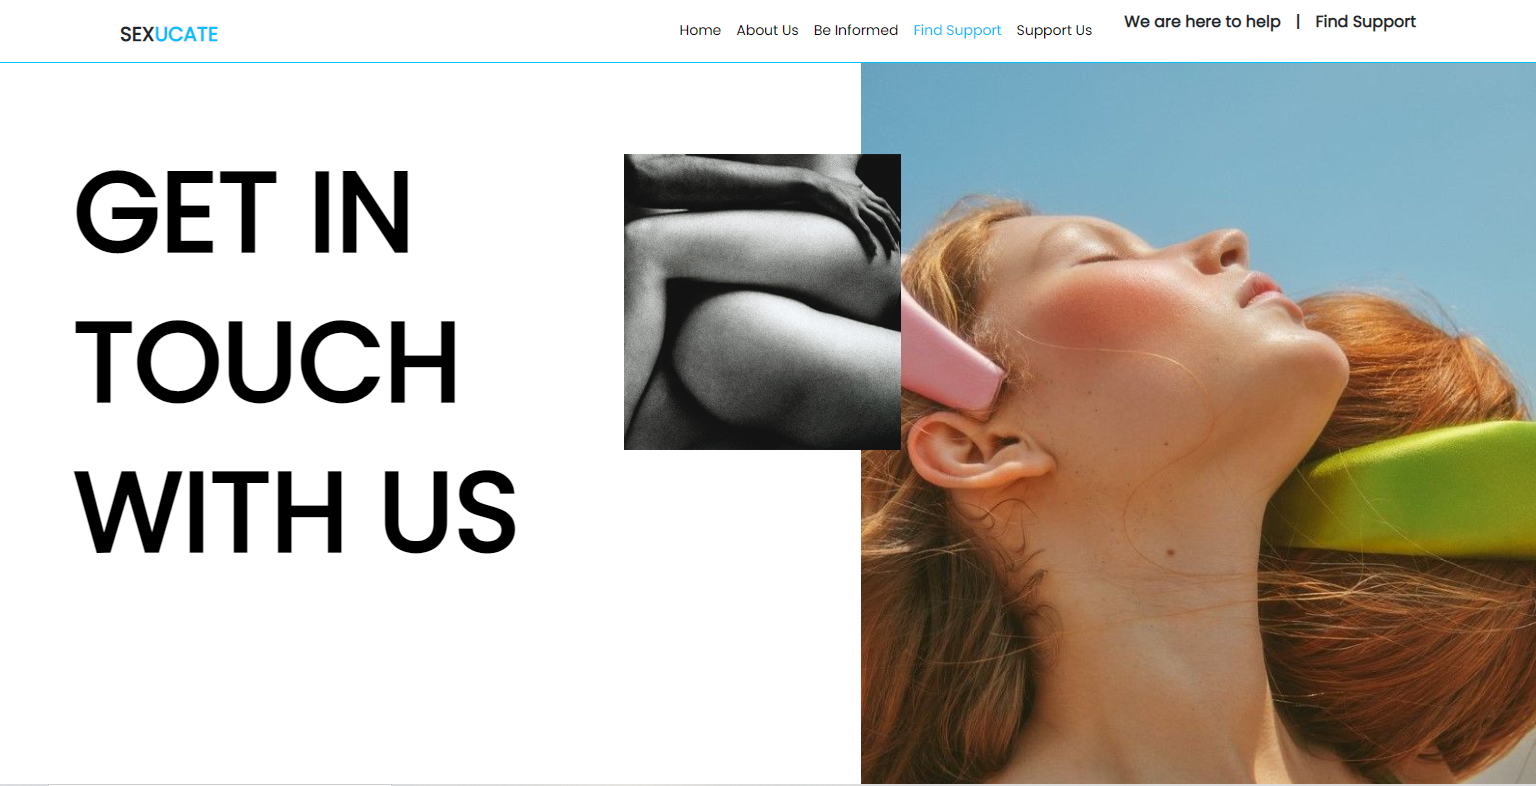 SEXUCATE
Home About Us Be Informed Find Support Support Us
We are here to help | Find Support
GET IN
TOUCH
WITH US